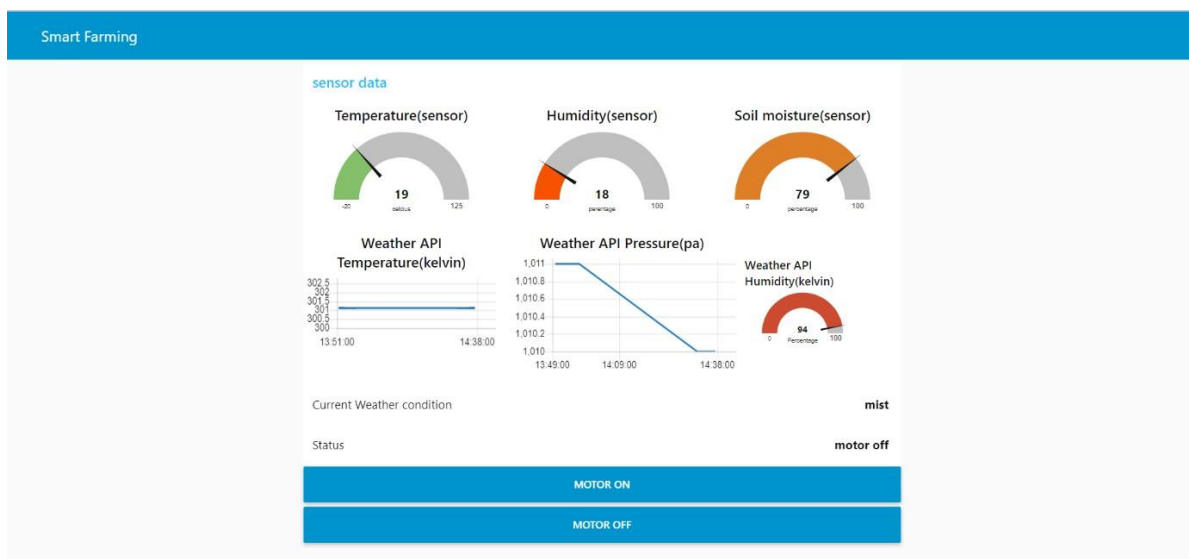 Smart Farming
sensor data
Temperature(sensor)
19
celcius
-20
125
Humidity(sensor)
18
percentage
0
100
Soil moisture(sensor)
79
percentage
0
100
Weather API
Temperature(kelvin)
302.5
302
301.5
301
300.5
300
13:51:00
14:38:00
Weather API Pressure(pa)
1,011
1,010.8
1,010.6
1,010.4
1,010.2
1,010
13:49:00
14:09:00
14:38:00
Weather API
Humidity(kelvin)
94
Percentage
0
100
Current Weather condition
mist
Status
motor off
MOTOR ON
MOTOR OFF